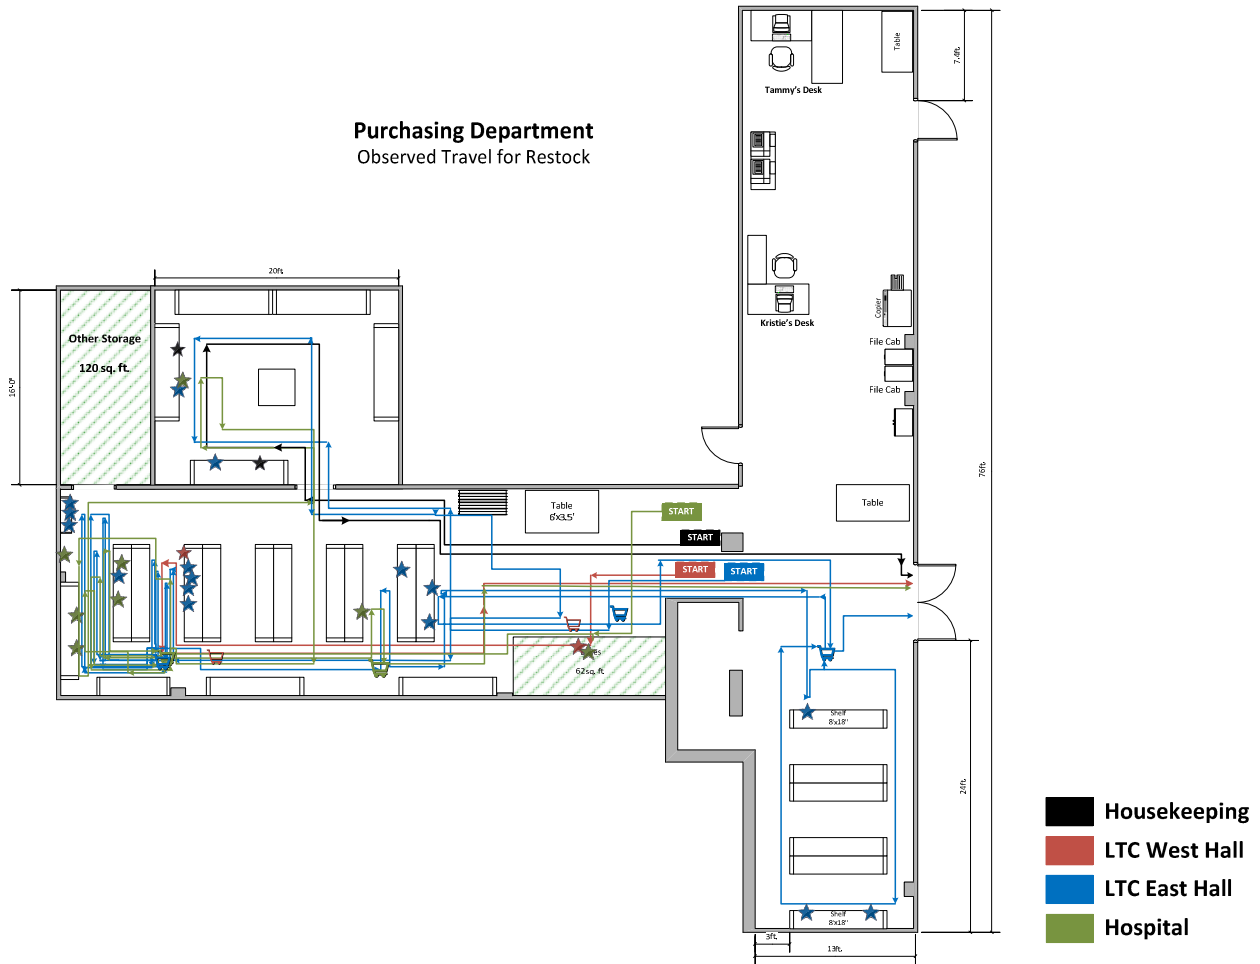 Purchasing Department
Observed Travel for Restock
Tammy's Desk
Table
7.4ft.
Kristie's Desk
Copier
File Cab
File Cab
20ft.
Other Storage
120 sq. ft.
16'-0"
76ft.
Table
6'X3.5'
Table
START
START
START
START
62sq. ft
Shelf
8'x18"
24ft.
Shelf
8'x18"
3ft.
13ft.
Housekeeping
LTC West Hall
LTC East Hall
Hospital